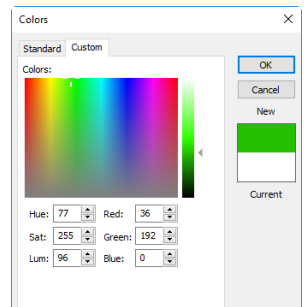 Colors
Standard Custom
Colors:
OK
Cancel
New
Current
Hue: 77 Red: 36
Sat: 255 Green: 192
Lum: 96 Blue: 0